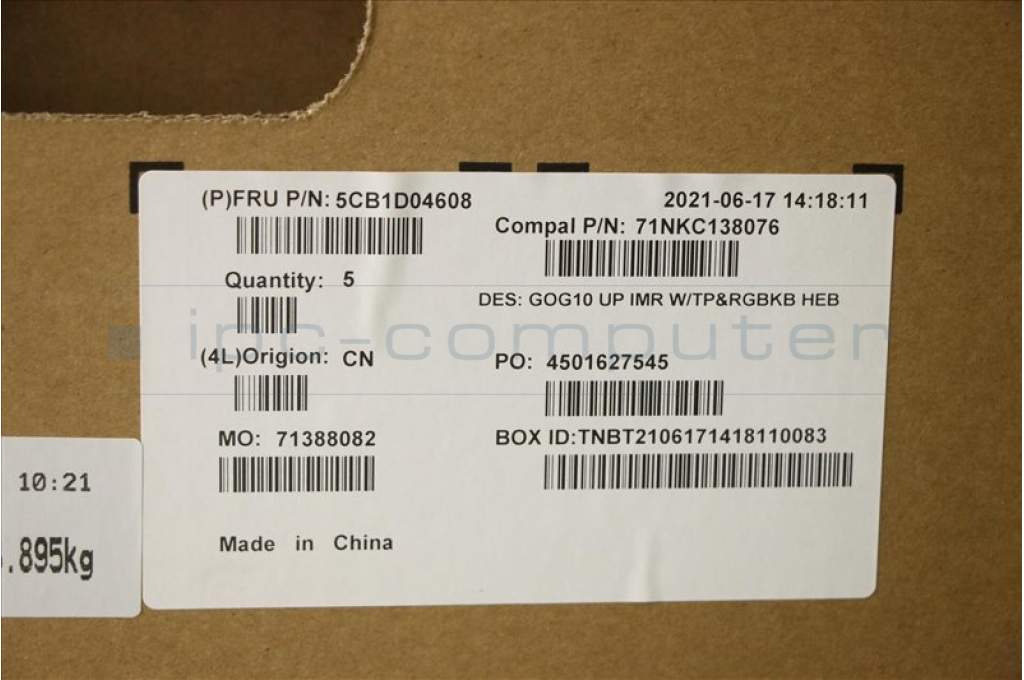 (P)FRU P/N: 5CB1D04608
2021-06-17 14:18:11
Compal P/N: 71NKC138076
Quantity: 5
DES: GOG10 UP IMR W/TP&RGBKB HEB
ipc-computer
(4L)Origion: CN
PO: 4501627545
MO: 71388082
BOX ID:TNBT2106171418110083
Made in China
10:21
.895kg